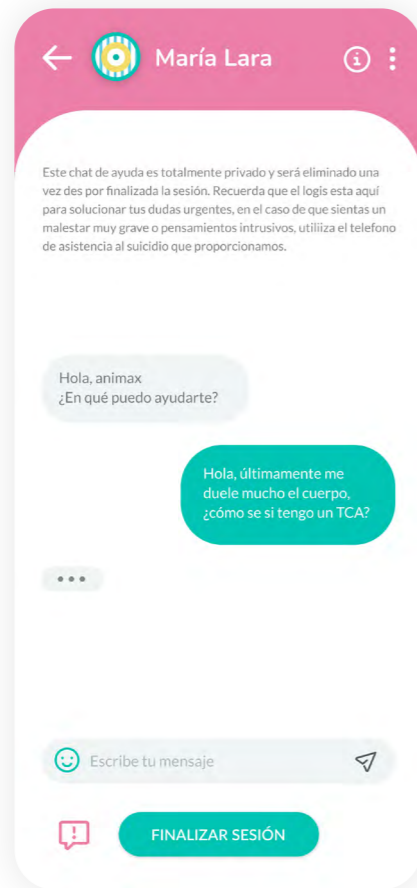 María Lara
Este chat de ayuda es totalmente privado y será eliminado una
vez des por finalizada la sesión. Recuerda que el logis esta aquí
para solucionar tus dudas urgentes, en el caso de que sientas un
malestar muy grave o pensamientos intrusivos, utiliiza el telefono
de asistencia al suicidio que proporcionamos.
Hola, animax
¿En qué puedo ayudarte?
Hola, últimamente me
duele mucho el cuerpo,
¿cómo se si tengo un TCA?
Escribe tu mensaje
FINALIZAR SESIÓN